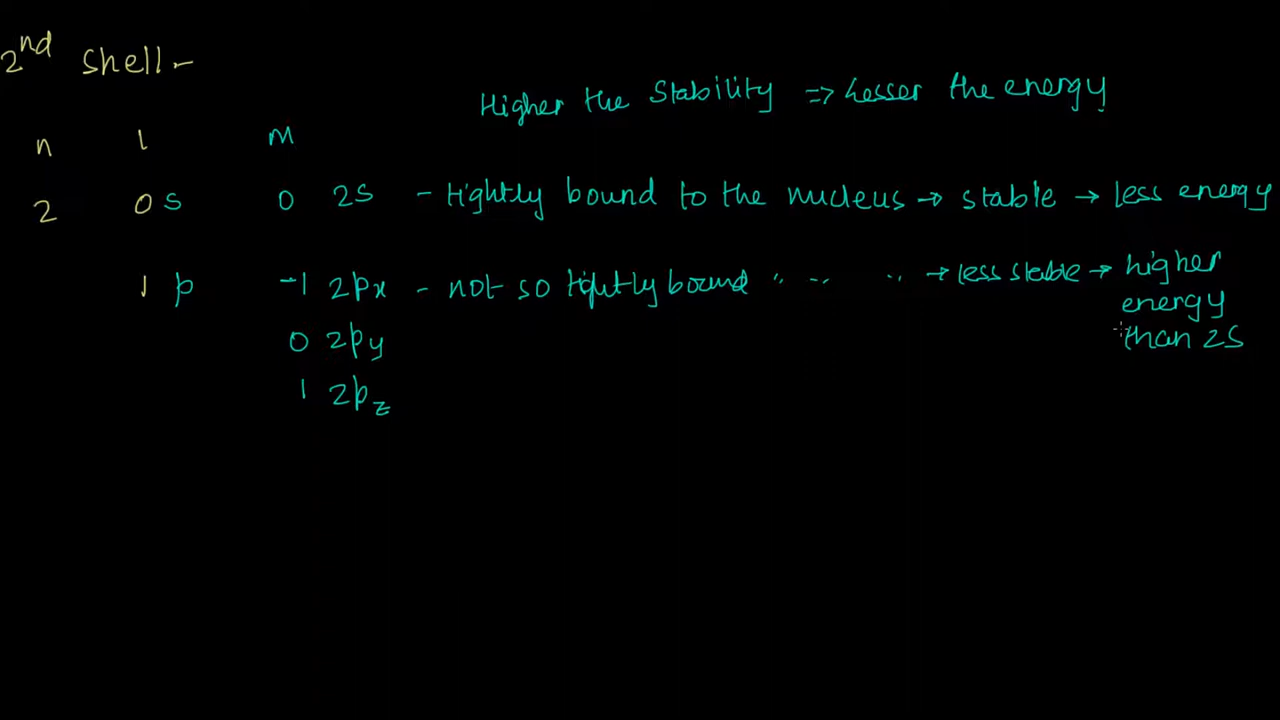 2nd Shell-
Higher the Stability => Lesser the energy
n l m
2 0 s 0 2s - tightly bound to the nucleus → stable → less energy
1 p -1 2px - not so tightly bound " " " → less stable → higher energy than 2s
0 2py
1 2pz